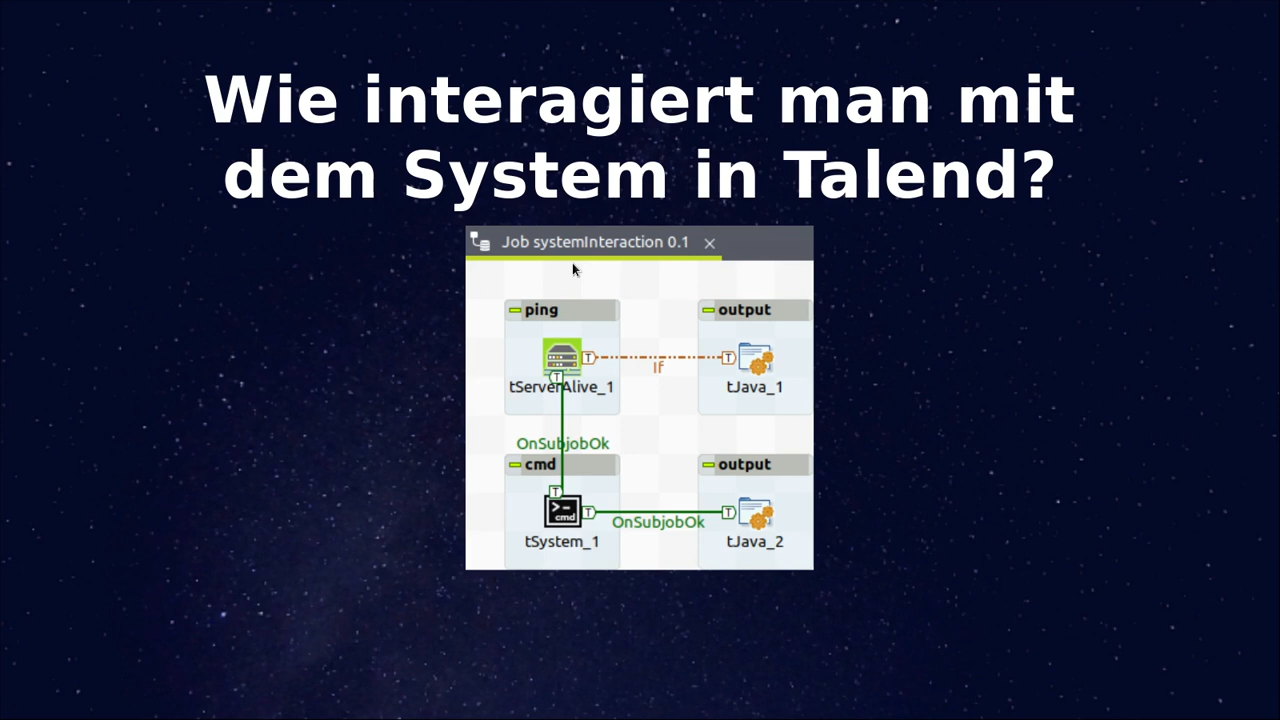 Wie interagiert man mit
dem System in Talend?
Job systemInteraction 0.1
ping
output
T
T
If
T
tServerAlive_1
tJava_1
OnSubjobOk
cmd
output
T
T
T
>- cmd
OnSubjobOk
tSystem_1
tJava_2